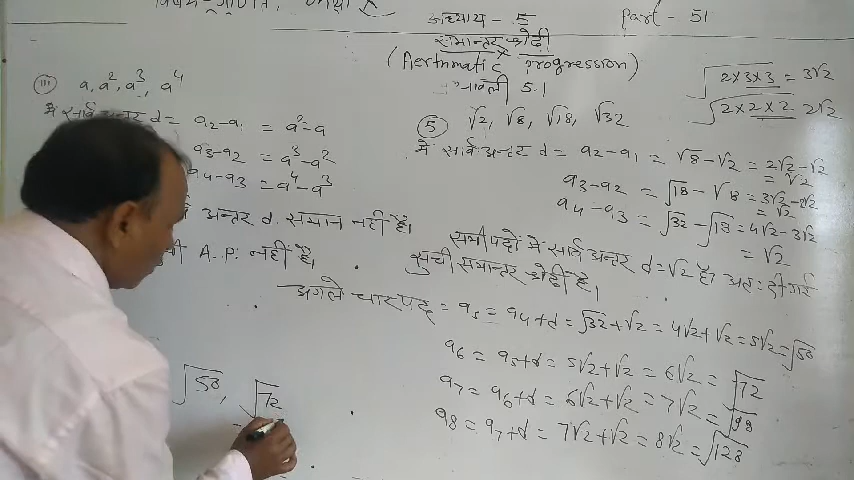 विषय-गणित, कक्षा
अध्याय - 5
Part - 51
समान्तर श्रेढ़ी
(Aerthmatic Progression)
5.1
√2×3×3 = 3√2
√2×2×2 2√2
(iii) a, a², a³, a⁴
में सार्व अन्तर d = a₂-a₁ = a²-a
a₃-a₂ = a³-a²
a₄-a₃ = a⁴-a³
अन्तर d. समान नहीं है।
A.P. नहीं है।
⑤ √2, √8, √18, √32
में सार्व अन्तर d = a₂-a₁ = √8-√2 = 2√2-√2
= √2
a₃-a₂ = √18-√8 = 3√2-2√2
= √2
a₄-a₃ = √32-√18 = 4√2-3√2
= √2
सभी पदों में सार्व अन्तर d=√2 है। अतः दी गई
सूची समान्तर श्रेढ़ी है।
अगले चार पद = a₅ = a₄+d = √32+√2 = 4√2+√2 = 5√2 = √50
a₆ = a₅+d = 5√2+√2 = 6√2 = √72
a₇ = a₆+d = 6√2+√2 = 7√2 = √98
a₈ = a₇+d = 7√2+√2 = 8√2 = √128
√50, √72